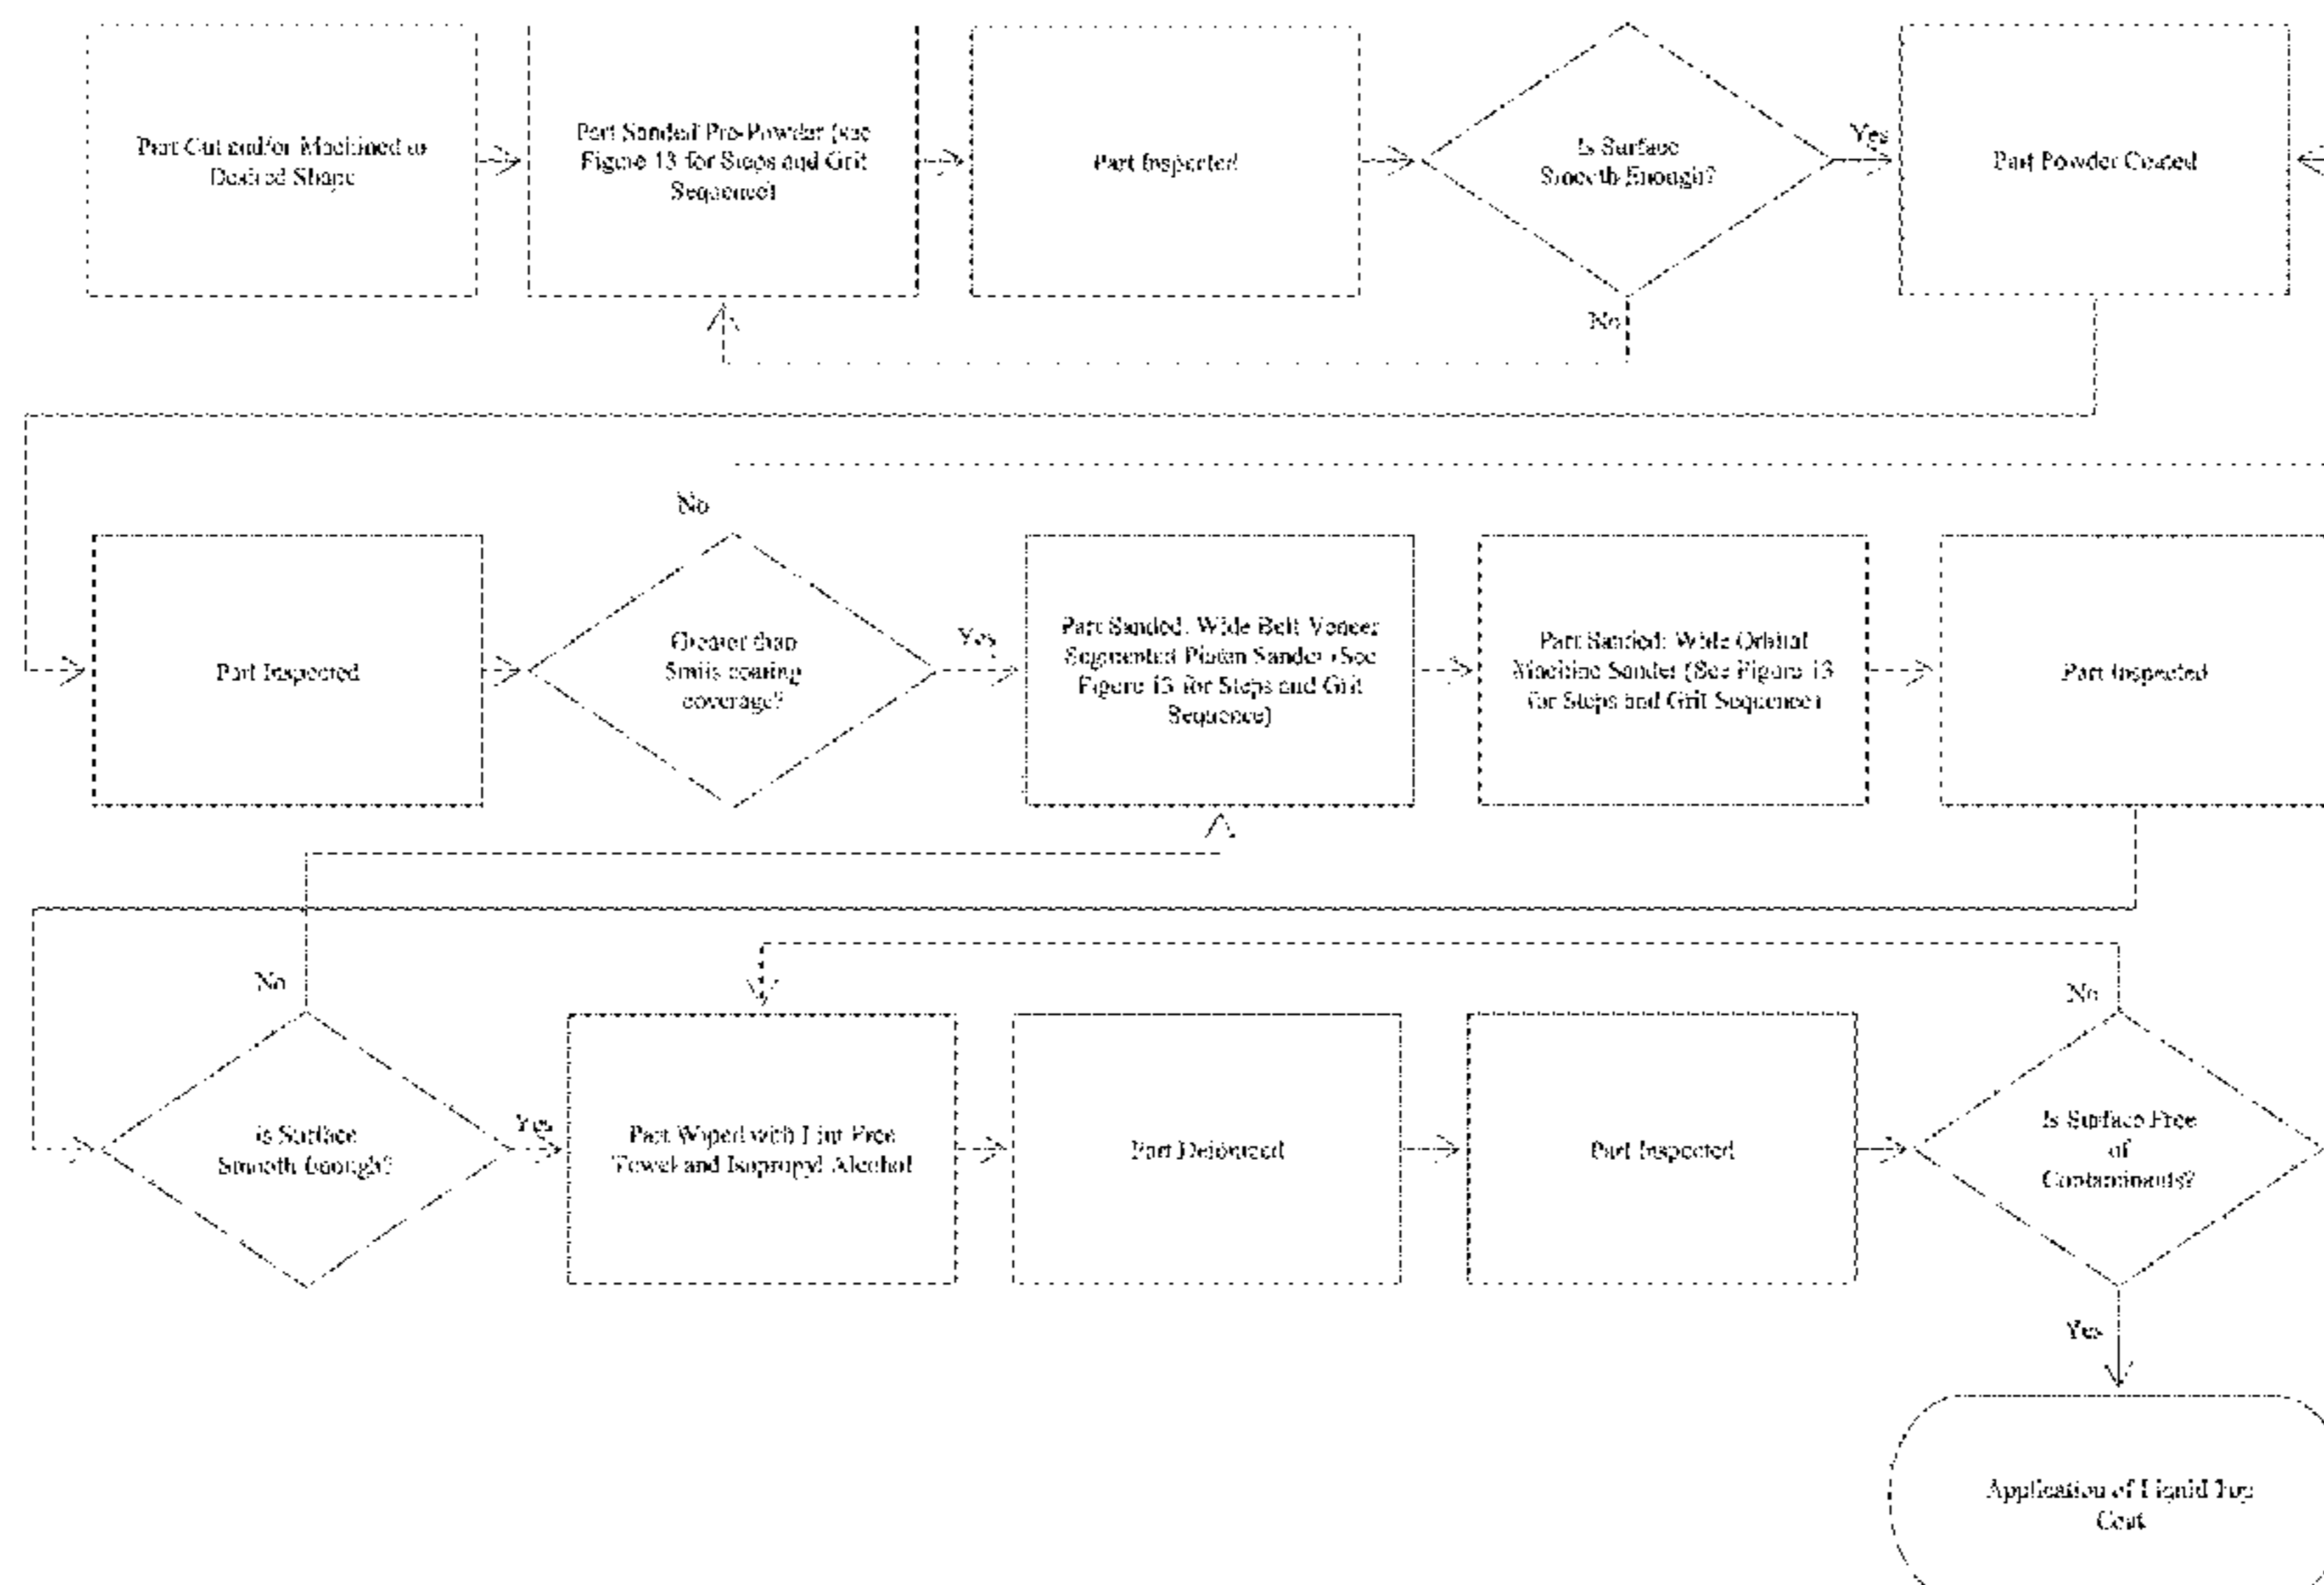 Part Cut and/or Machined to
Desired Shape
Part Sanded Pre-Powder (see
Figure 13 for Steps and Grit
Sequence)
Part Inspected
Is Surface
Smooth Enough?
Yes
No
Part Powder Coated
Part Inspected
No
Greater than
5mils coating
coverage?
Yes
Part Sanded: Wide Belt Veneer
Segmented Platen Sander (See
Figure 13 for Steps and Grit
Sequence)
Part Sanded: Wide Orbital
Machine Sander (See Figure 13
for Steps and Grit Sequence)
Part Inspected
No
Is Surface
Smooth Enough?
Yes
Part Wiped with Lint Free
Towel and Isopropyl Alcohol
Part Deionized
Part Inspected
No
Is Surface Free
of
Contaminants?
Yes
Application of Liquid Top
Coat